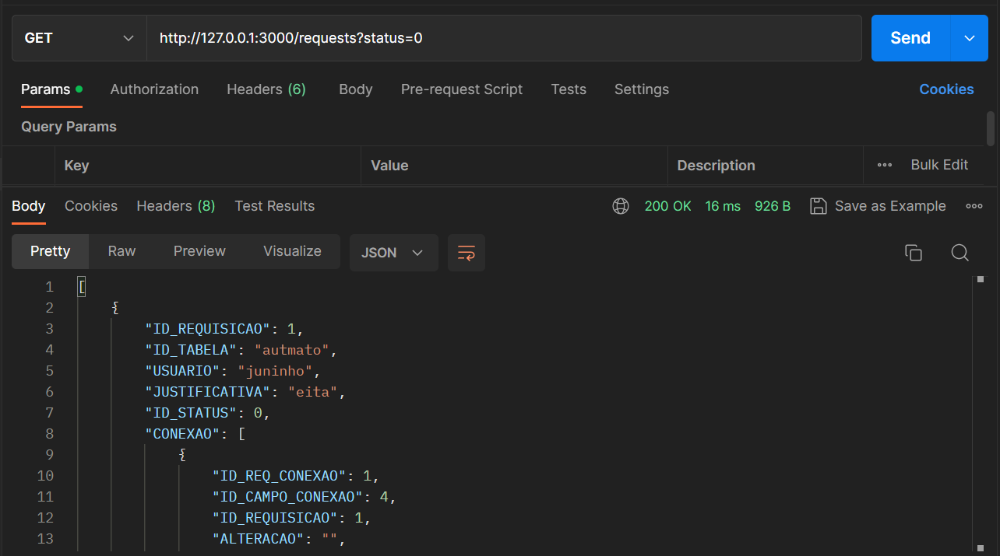 GET http://127.0.0.1:3000/requests?status=0 Send
Params Authorization Headers (6) Body Pre-request Script Tests Settings Cookies
Query Params
Key Value Description Bulk Edit
Body Cookies Headers (8) Test Results 200 OK 16 ms 926 B Save as Example
Pretty Raw Preview Visualize JSON
1 [
2 {
3 "ID_REQUISICAO": 1,
4 "ID_TABELA": "autmato",
5 "USUARIO": "juninho",
6 "JUSTIFICATIVA": "eita",
7 "ID_STATUS": 0,
8 "CONEXAO": [
9 {
10 "ID_REQ_CONEXAO": 1,
11 "ID_CAMPO_CONEXAO": 4,
12 "ID_REQUISICAO": 1,
13 "ALTERACAO": "",